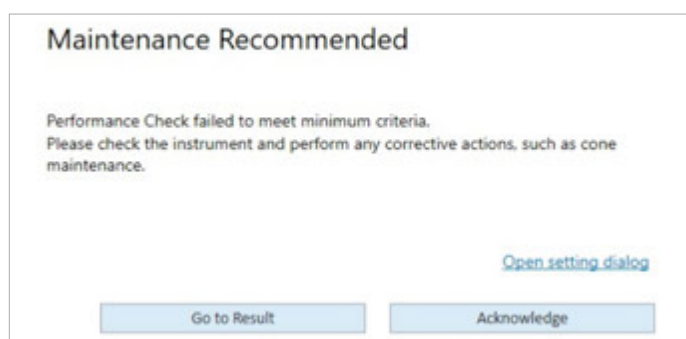 Maintenance Recommended
Performance Check failed to meet minimum criteria.
Please check the instrument and perform any corrective actions, such as cone
maintenance.
Open setting dialog
Go to Result
Acknowledge